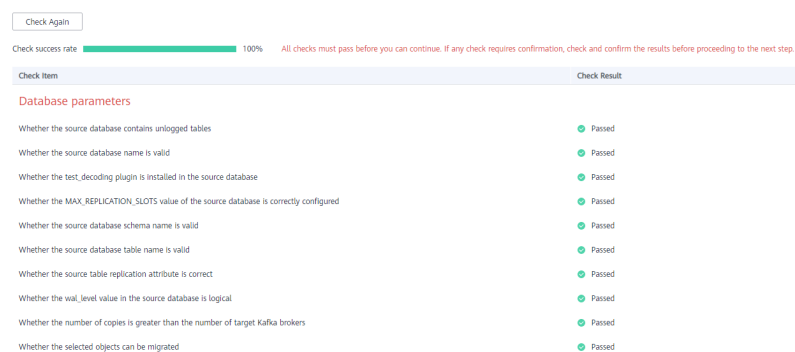 Check Again
Check success rate 100% All checks must pass before you can continue. If any check requires confirmation, check and confirm the results before proceeding to the next step.
Check Item Check Result
Database parameters
Whether the source database contains unlogged tables Passed
Whether the source database name is valid Passed
Whether the test_decoding plugin is installed in the source database Passed
Whether the MAX_REPLICATION_SLOTS value of the source database is correctly configured Passed
Whether the source database schema name is valid Passed
Whether the source database table name is valid Passed
Whether the source table replication attribute is correct Passed
Whether the wal_level value in the source database is logical Passed
Whether the number of copies is greater than the number of target Kafka brokers Passed
Whether the selected objects can be migrated Passed